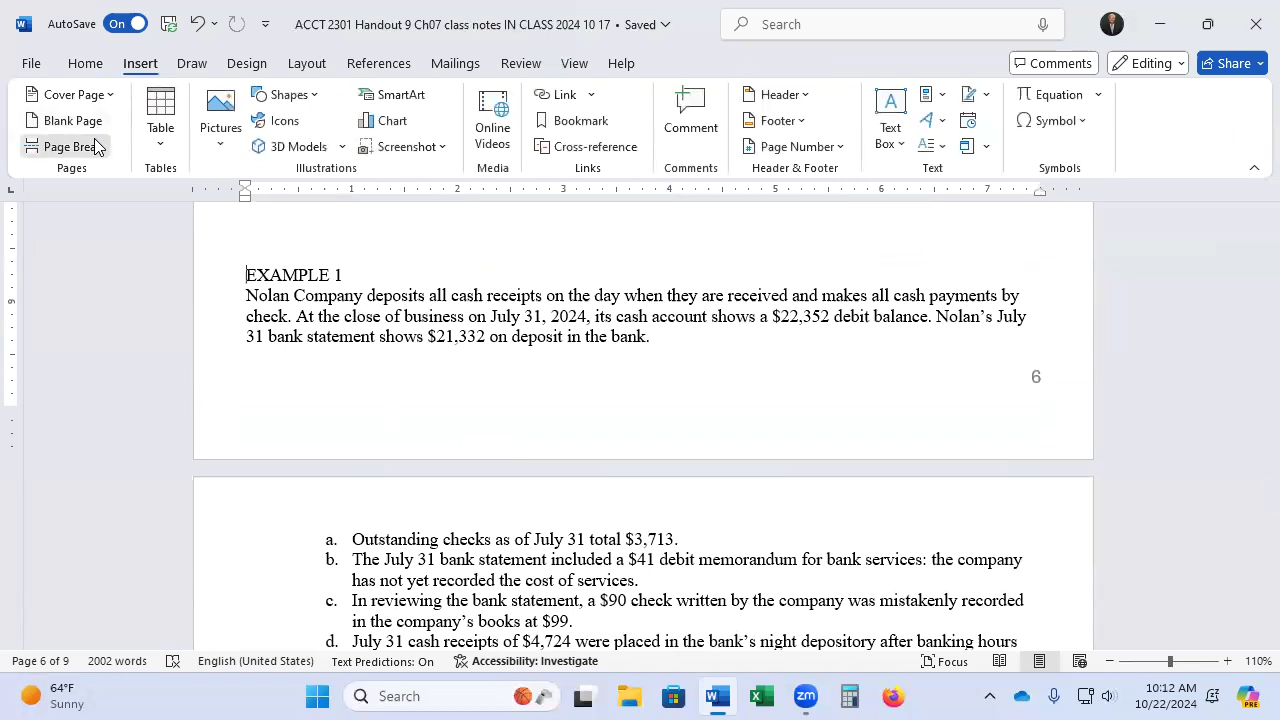 AutoSave On ACCT 2301 Handout 9 Ch07 class notes IN CLASS 2024 10 17 • Saved Search
File Home Insert Draw Design Layout References Mailings Review View Help Comments Editing Share
Cover Page
Blank Page
Page Brea
Pages
Table
Tables
Pictures
Shapes
Icons
3D Models
SmartArt
Chart
Screenshot
Illustrations
Online
Videos
Media
Link
Bookmark
Cross-reference
Links
Comment
Comments
Header
Footer
Page Number
Header & Footer
Text
Box
Text
Equation
Symbol
Symbols
1 2 3 4 5 6 7
9
EXAMPLE 1
Nolan Company deposits all cash receipts on the day when they are received and makes all cash payments by
check. At the close of business on July 31, 2024, its cash account shows a $22,352 debit balance. Nolan’s July
31 bank statement shows $21,332 on deposit in the bank.
6
a. Outstanding checks as of July 31 total $3,713.
b. The July 31 bank statement included a $41 debit memorandum for bank services: the company
has not yet recorded the cost of services.
c. In reviewing the bank statement, a $90 check written by the company was mistakenly recorded
in the company’s books at $99.
d. July 31 cash receipts of $4,724 were placed in the bank’s night depository after banking hours
Page 6 of 9 2002 words English (United States) Text Predictions: On Accessibility: Investigate Focus 110%
64°F
Sunny
Search
10:12 AM
10/22/2024
PRE